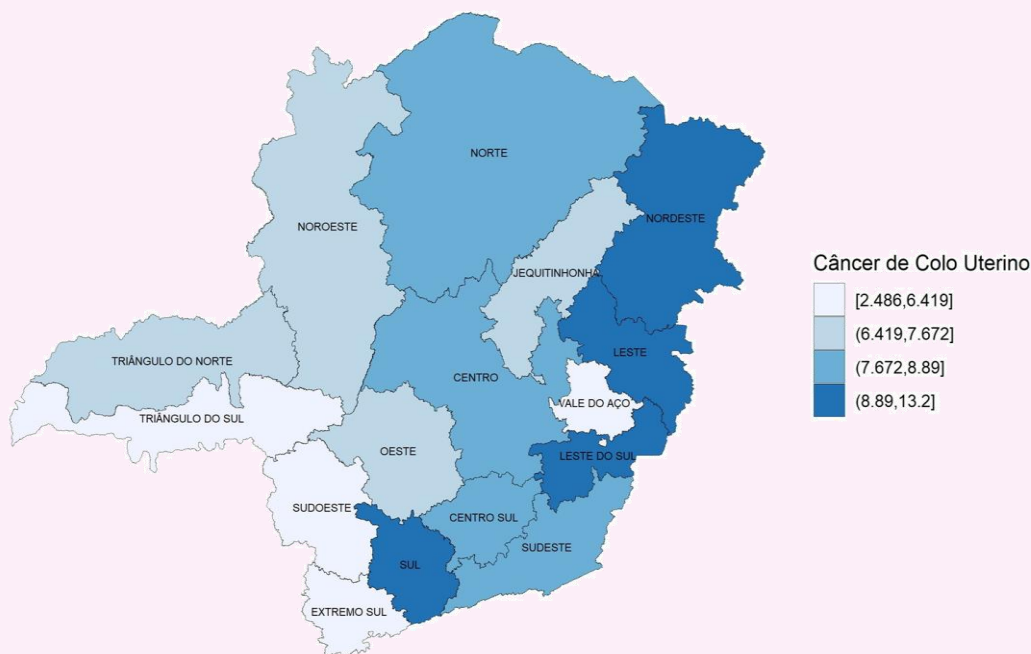 NORTE
NOROESTE
NORDESTE
JEQUITINHONHA
TRIÂNGULO DO NORTE
LESTE
CENTRO
VALE DO AÇO
TRIÂNGULO DO SUL
OESTE
LESTE DO SUL
SUDOESTE
CENTRO SUL
SUDESTE
SUL
EXTREMO SUL
Câncer de Colo Uterino
[2.486,6.419]
(6.419,7.672]
(7.672,8.89]
(8.89,13.2]